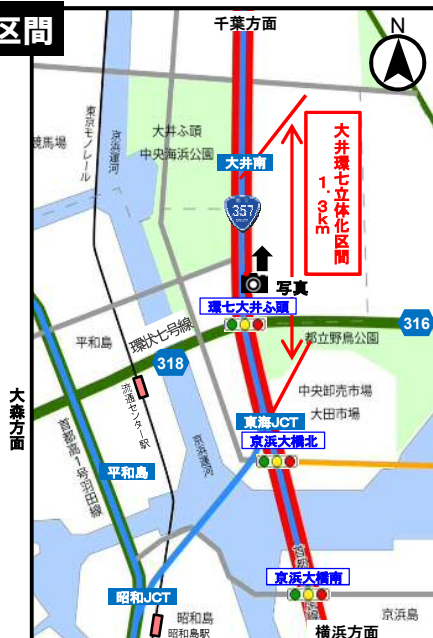 区間
千葉方面
N
東京モノレール
京浜運河
競馬場
大井ふ頭
中央海浜公園
大井南
大井環七立体化区間
1.3km
357
写真
環七大井ふ頭
316
環状七号線
都立野鳥公園
平和島
318
流通センター駅
大森方面
中央卸売市場
大田市場
東海JCT
京浜大橋北
京浜運河
首都高1号羽田線
平和島
京浜大橋南
昭和JCT
昭和島
昭和島駅
京浜島
横浜方面